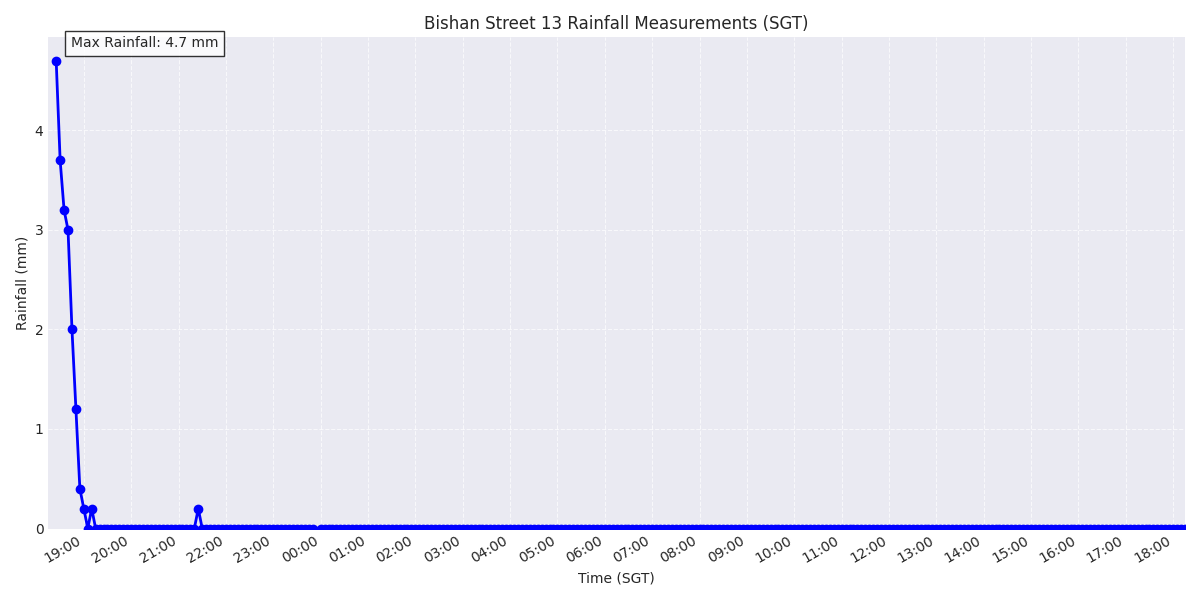 Bishan Street 13 Rainfall Measurements (SGT)
Max Rainfall: 4.7 mm
4
3
2
1
0
Rainfall (mm)
19:00 20:00 21:00 22:00 23:00 00:00 01:00 02:00 03:00 04:00 05:00 06:00 07:00 08:00 09:00 10:00 11:00 12:00 13:00 14:00 15:00 16:00 17:00 18:00
Time (SGT)